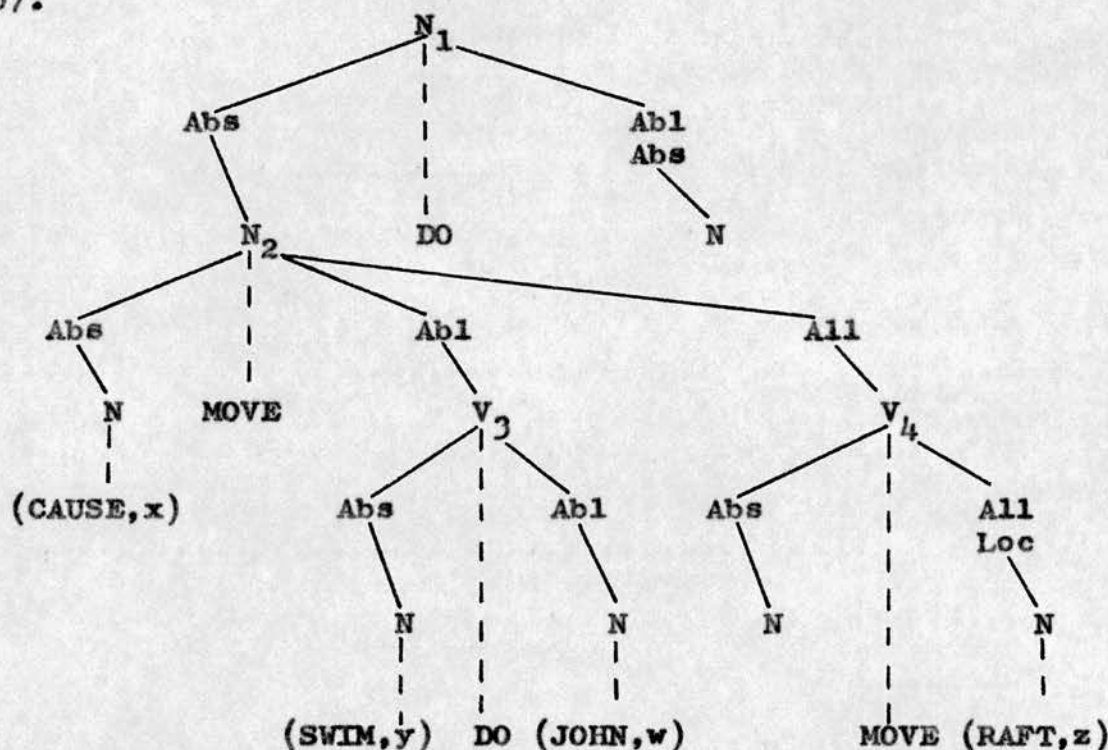 N1
Abs Abl
Abs
N2 DO N
Abs Abl All
N MOVE V3 V4
(CAUSE,x) Abs Abl Abs All
Loc
N N N N
(SWIM,y) DO (JOHN,w) MOVE (RAFT,z)